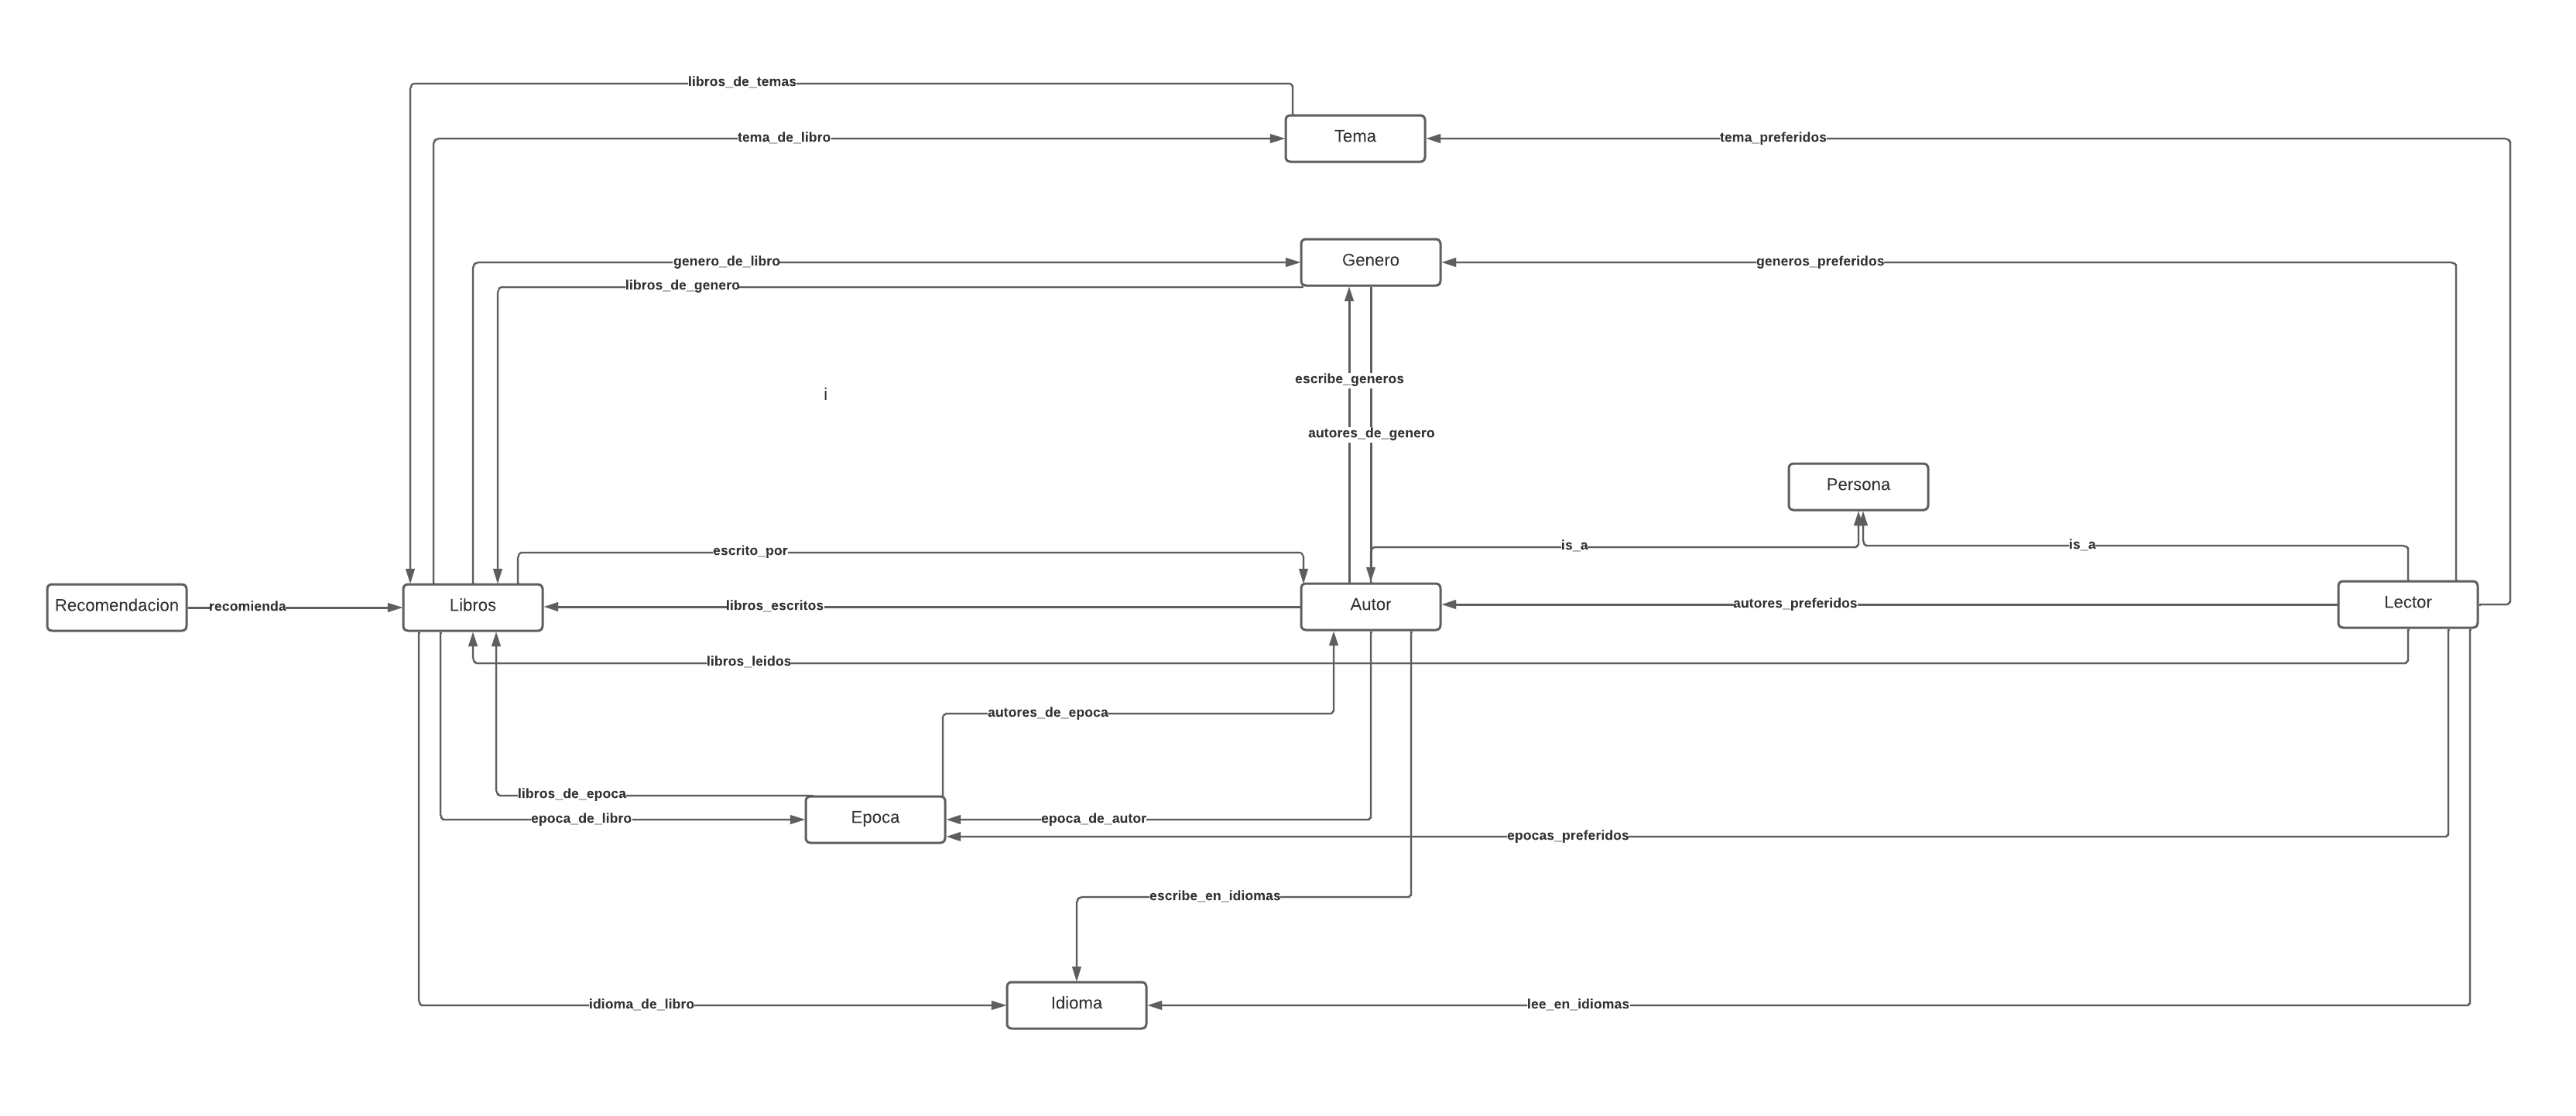 libros_de_temas
Tema
tema_de_libro
tema_preferidos
Genero
genero_de_libro
generos_preferidos
libros_de_genero
escribe_generos
i
autores_de_genero
Persona
escrito_por
is_a
is_a
Recomendacion
recomienda
Libros
libros_escritos
Autor
autores_preferidos
Lector
libros_leidos
autores_de_epoca
libros_de_epoca
epoca_de_libro
Epoca
epoca_de_autor
epocas_preferidos
escribe_en_idiomas
idioma_de_libro
Idioma
lee_en_idiomas